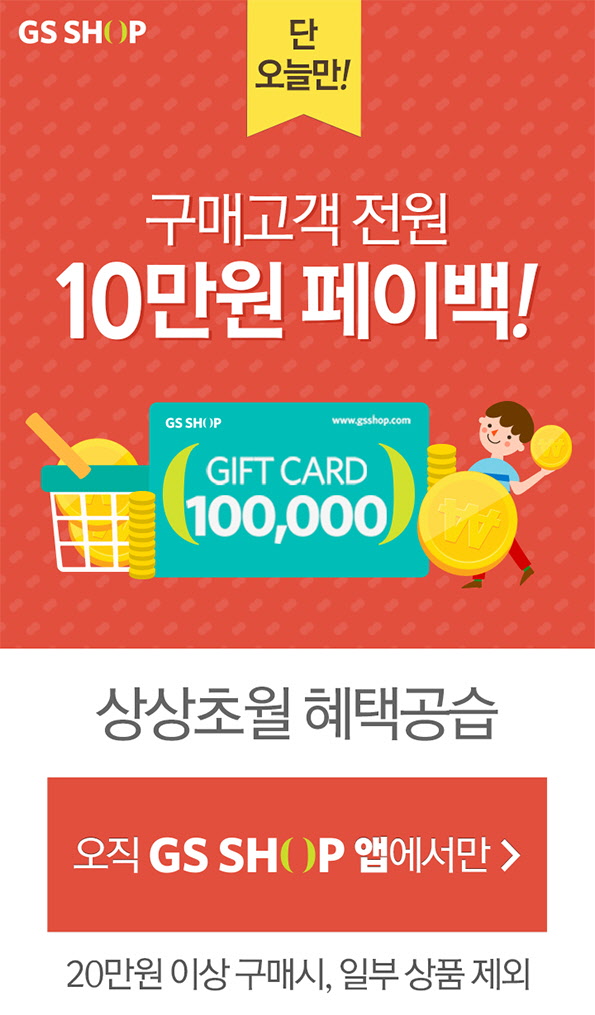 GS SHOP
단
오늘만!
구매고객 전원
10만원 페이백!
GS SHOP
www.gsshop.com
GIFT CARD
100,000
상상초월 혜택공습
오직 GS SHOP 앱에서만 >
20만원 이상 구매시, 일부 상품 제외